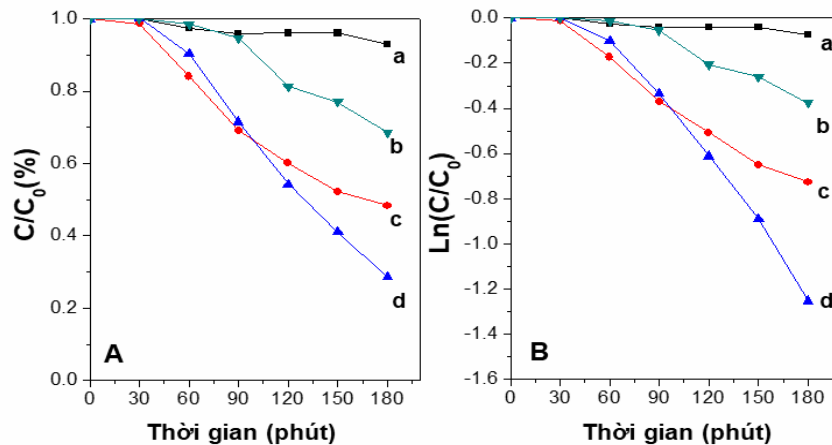 1.0
0.8
0.6
0.4
0.2
0.0
C/C0(%)
a
b
c
d
A
0 30 60 90 120 150 180
Thời gian (phút)
0.0
-0.2
-0.4
-0.6
-0.8
-1.0
-1.2
-1.4
-1.6
Ln(C/C0)
a
b
c
d
B
0 30 60 90 120 150 180
Thời gian (phút)